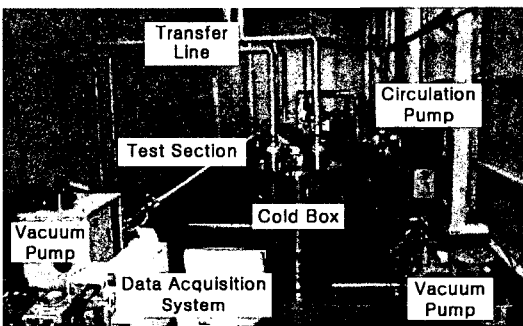 Transfer
Line
Circulation
Pump
Test Section
Cold Box
Vacuum
Pump
Data Acquisition
System
Vacuum
Pump